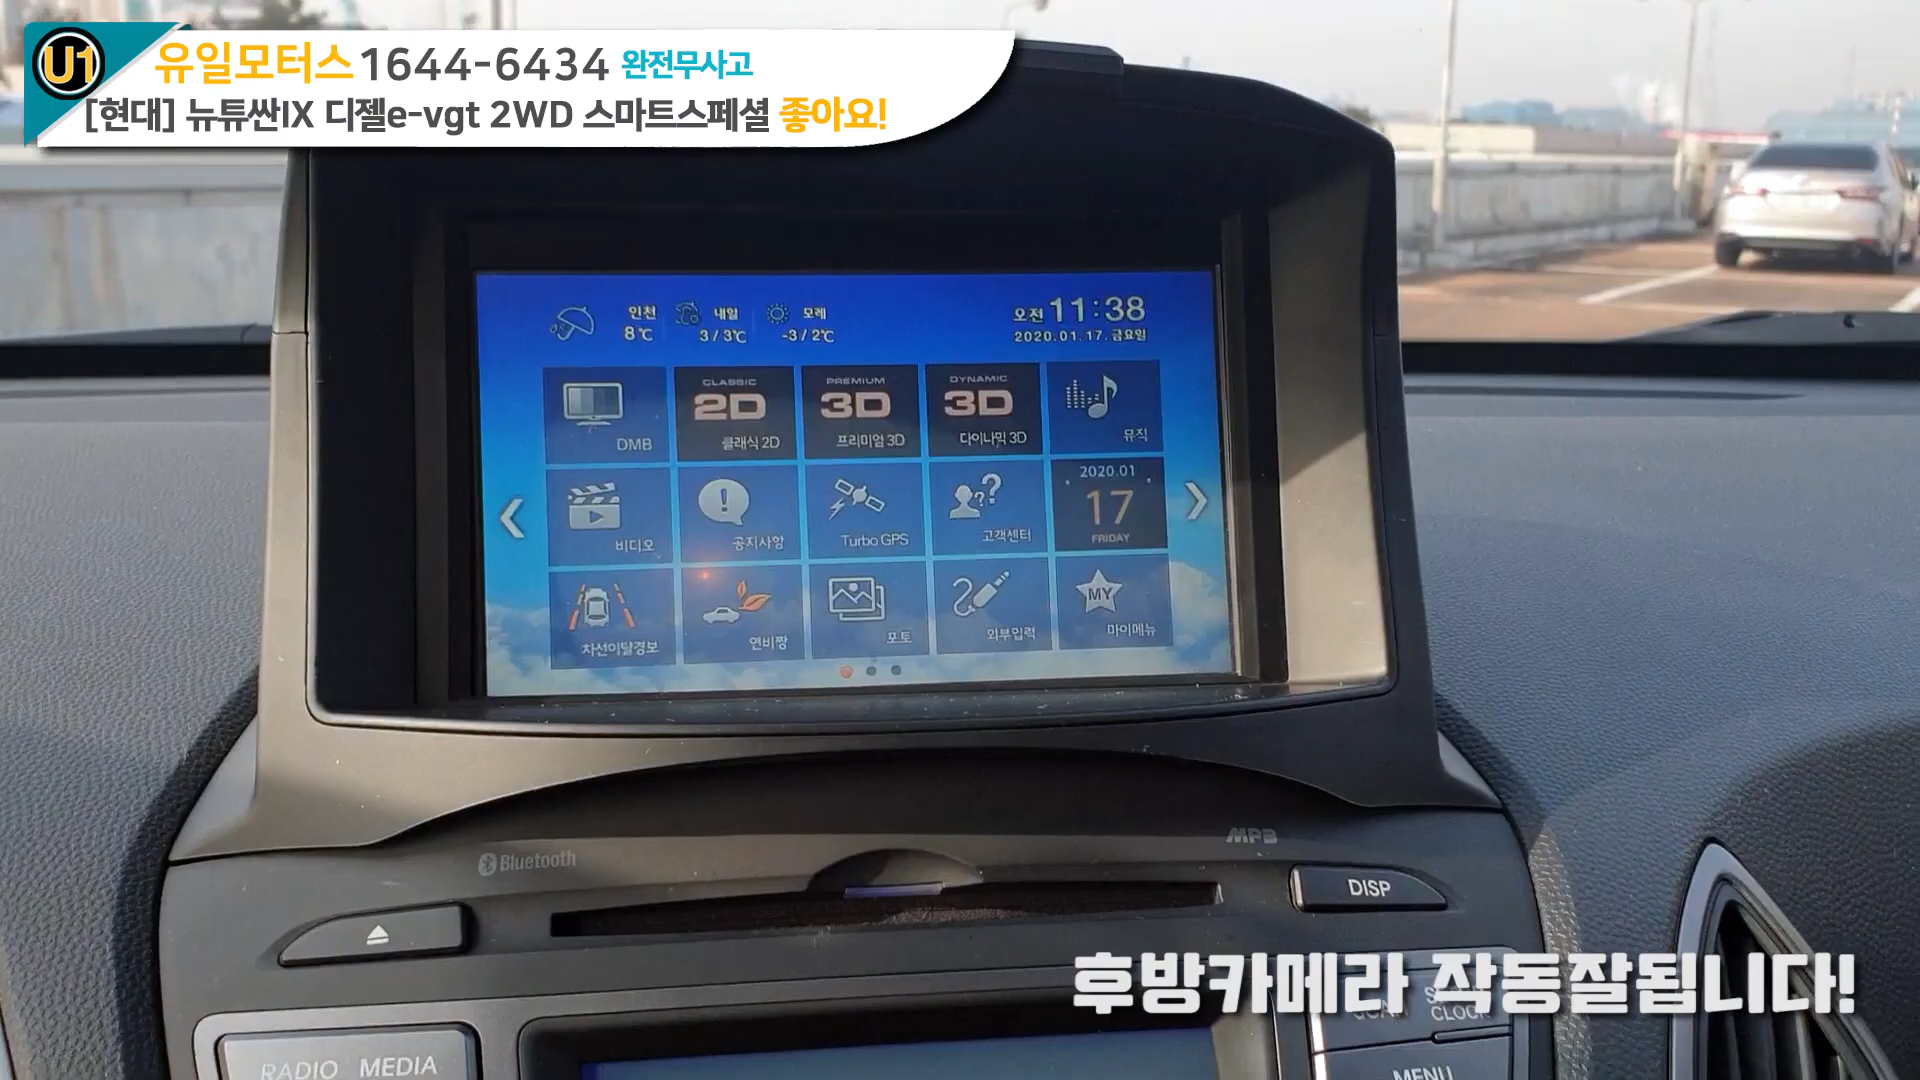 U1
유일모터스 1644-6434 완전무사고
[현대] 뉴튜싼IX 디젤e-vgt 2WD 스마트스페셜 좋아요!
인천 8℃
내일 3/3℃
모레 -3/2℃
오전 11:38
2020.01.17. 금요일
DMB
CLASSIC 2D 클래식 2D
PREMIUM 3D 프리미엄 3D
DYNAMIC 3D 다이나믹 3D
뮤직
비디오
공지사항
Turbo GPS
고객센터
2020.01 17 FRIDAY
차선이탈경보
연비짱
포토
외부입력
MY 마이메뉴
Bluetooth
MP3
DISP
후방카메라 작동잘됩니다!
CLOCK
RADIO MEDIA
MENU